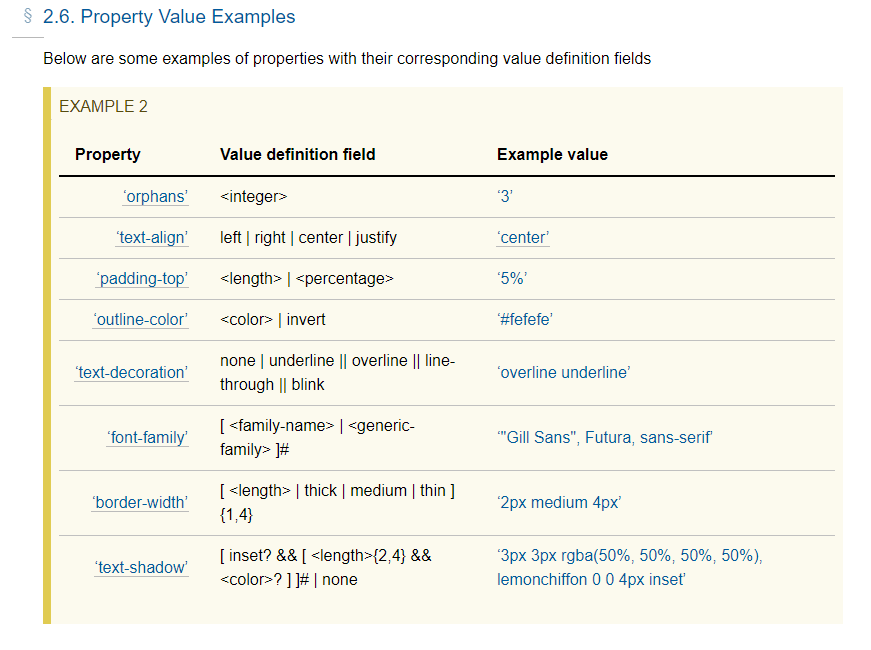 § 2.6. Property Value Examples
Below are some examples of properties with their corresponding value definition fields
EXAMPLE 2
Property Value definition field Example value
‘orphans’ <integer> ‘3’
‘text-align’ left | right | center | justify ‘center’
‘padding-top’ <length> | <percentage> ‘5%’
‘outline-color’ <color> | invert ‘#fefefe’
‘text-decoration’ none | underline || overline || line-
through || blink ‘overline underline’
‘font-family’ [ <family-name> | <generic-
family> ]# ‘"Gill Sans", Futura, sans-serif’
‘border-width’ [ <length> | thick | medium | thin ]
{1,4} ‘2px medium 4px’
‘text-shadow’ [ inset? && [ <length>{2,4} &&
<color>? ] ]# | none ‘3px 3px rgba(50%, 50%, 50%, 50%),
lemonchiffon 0 0 4px inset’